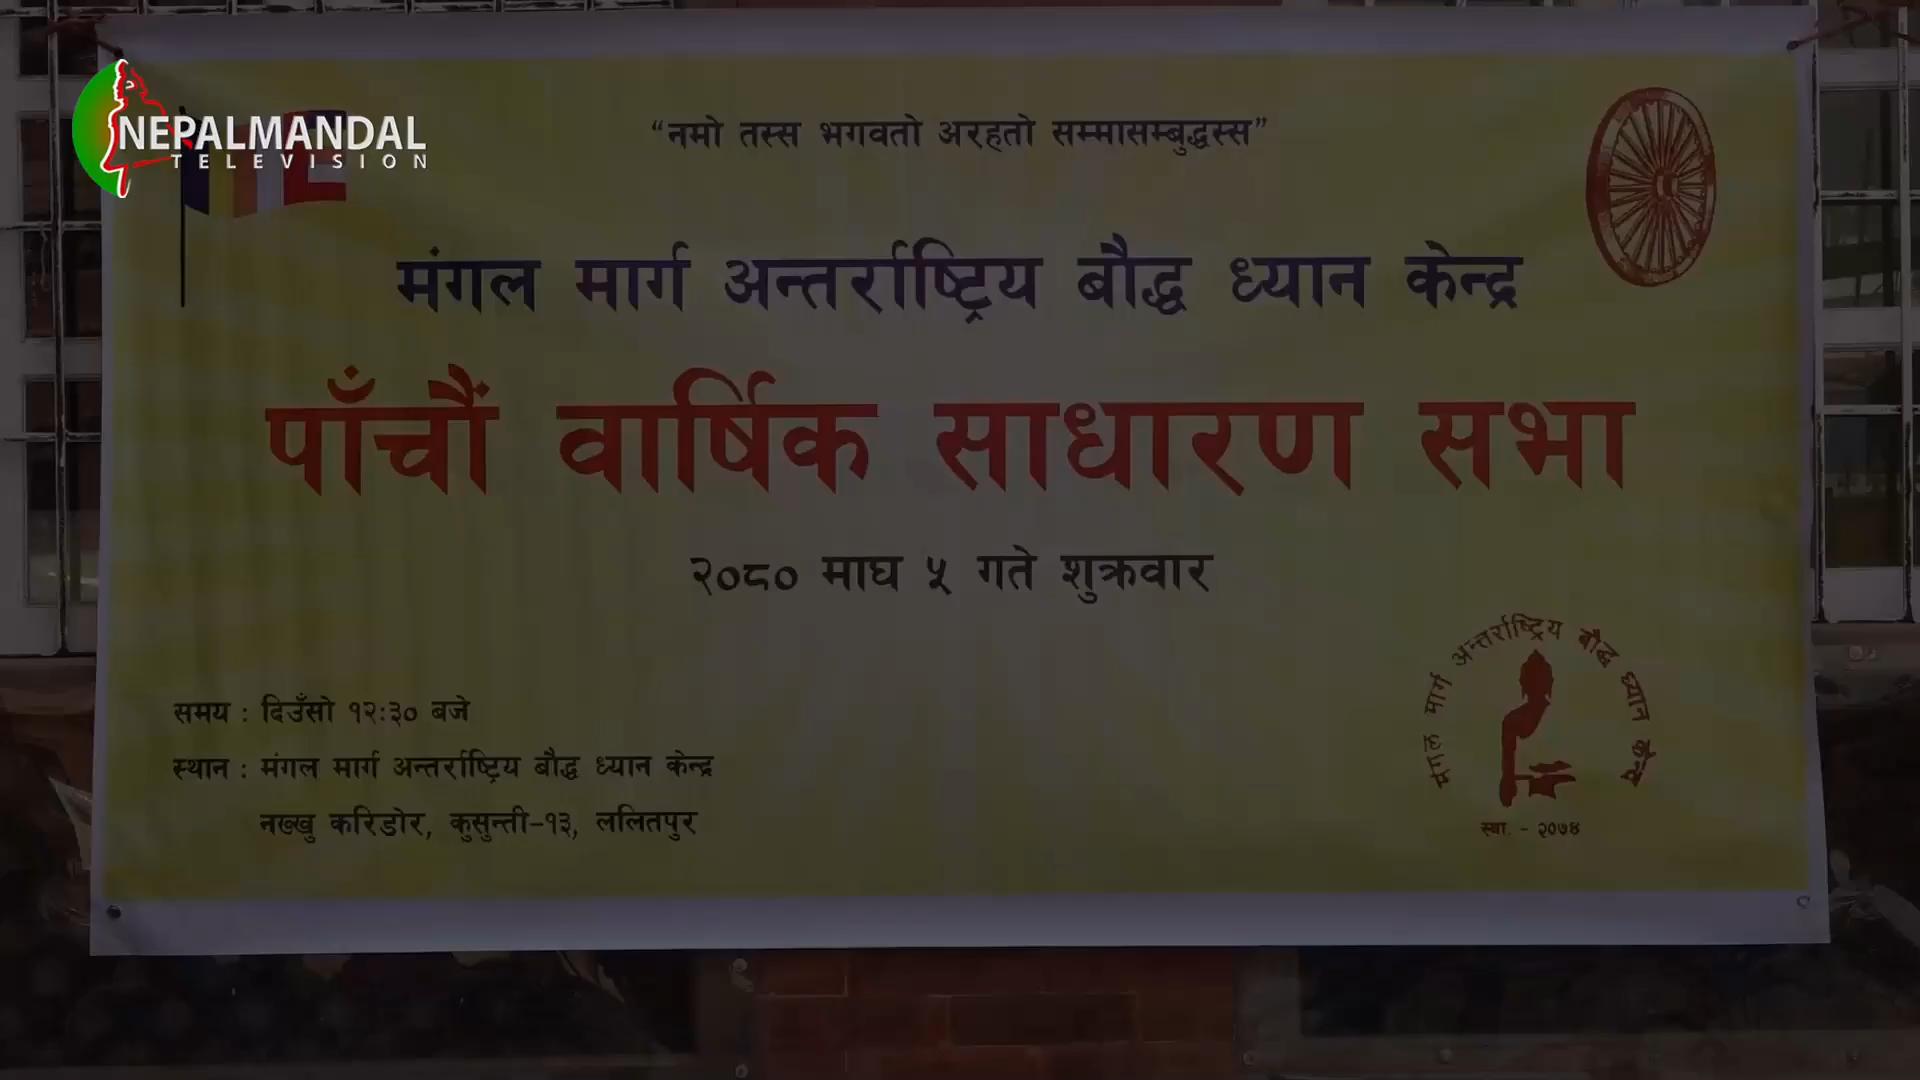 NEPALMANDAL
TELEVISION
“नमो तस्स भगवतो अरहतो सम्मासम्बुद्धस्स”
मंगल मार्ग अन्तर्राष्ट्रिय बौद्ध ध्यान केन्द्र
पाँचौं वार्षिक साधारण सभा
२०८० माघ ५ गते शुक्रवार
समय : दिउँसो १२:३० बजे
स्थान : मंगल मार्ग अन्तर्राष्ट्रिय बौद्ध ध्यान केन्द्र
नख्खु करिडोर, कुसुन्ती-१३, ललितपुर
मंगल मार्ग अन्तर्राष्ट्रिय बौद्ध ध्यान केन्द्र
स्था. - २०७४